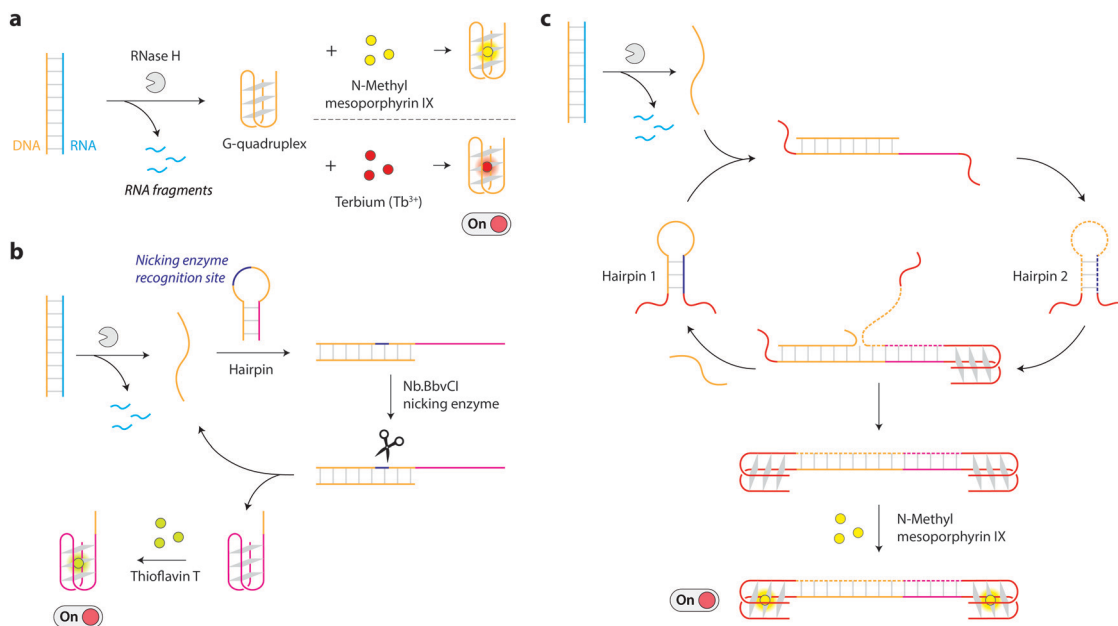 a
RNase H
DNA
RNA
RNA fragments
G-quadruplex
+
N-Methyl
mesoporphyrin IX
+
Terbium (Tb³⁺)
On
b
Nicking enzyme
recognition site
Hairpin
Nb.BbvCI
nicking enzyme
Thioflavin T
On
c
Hairpin 1
Hairpin 2
N-Methyl
mesoporphyrin IX
On